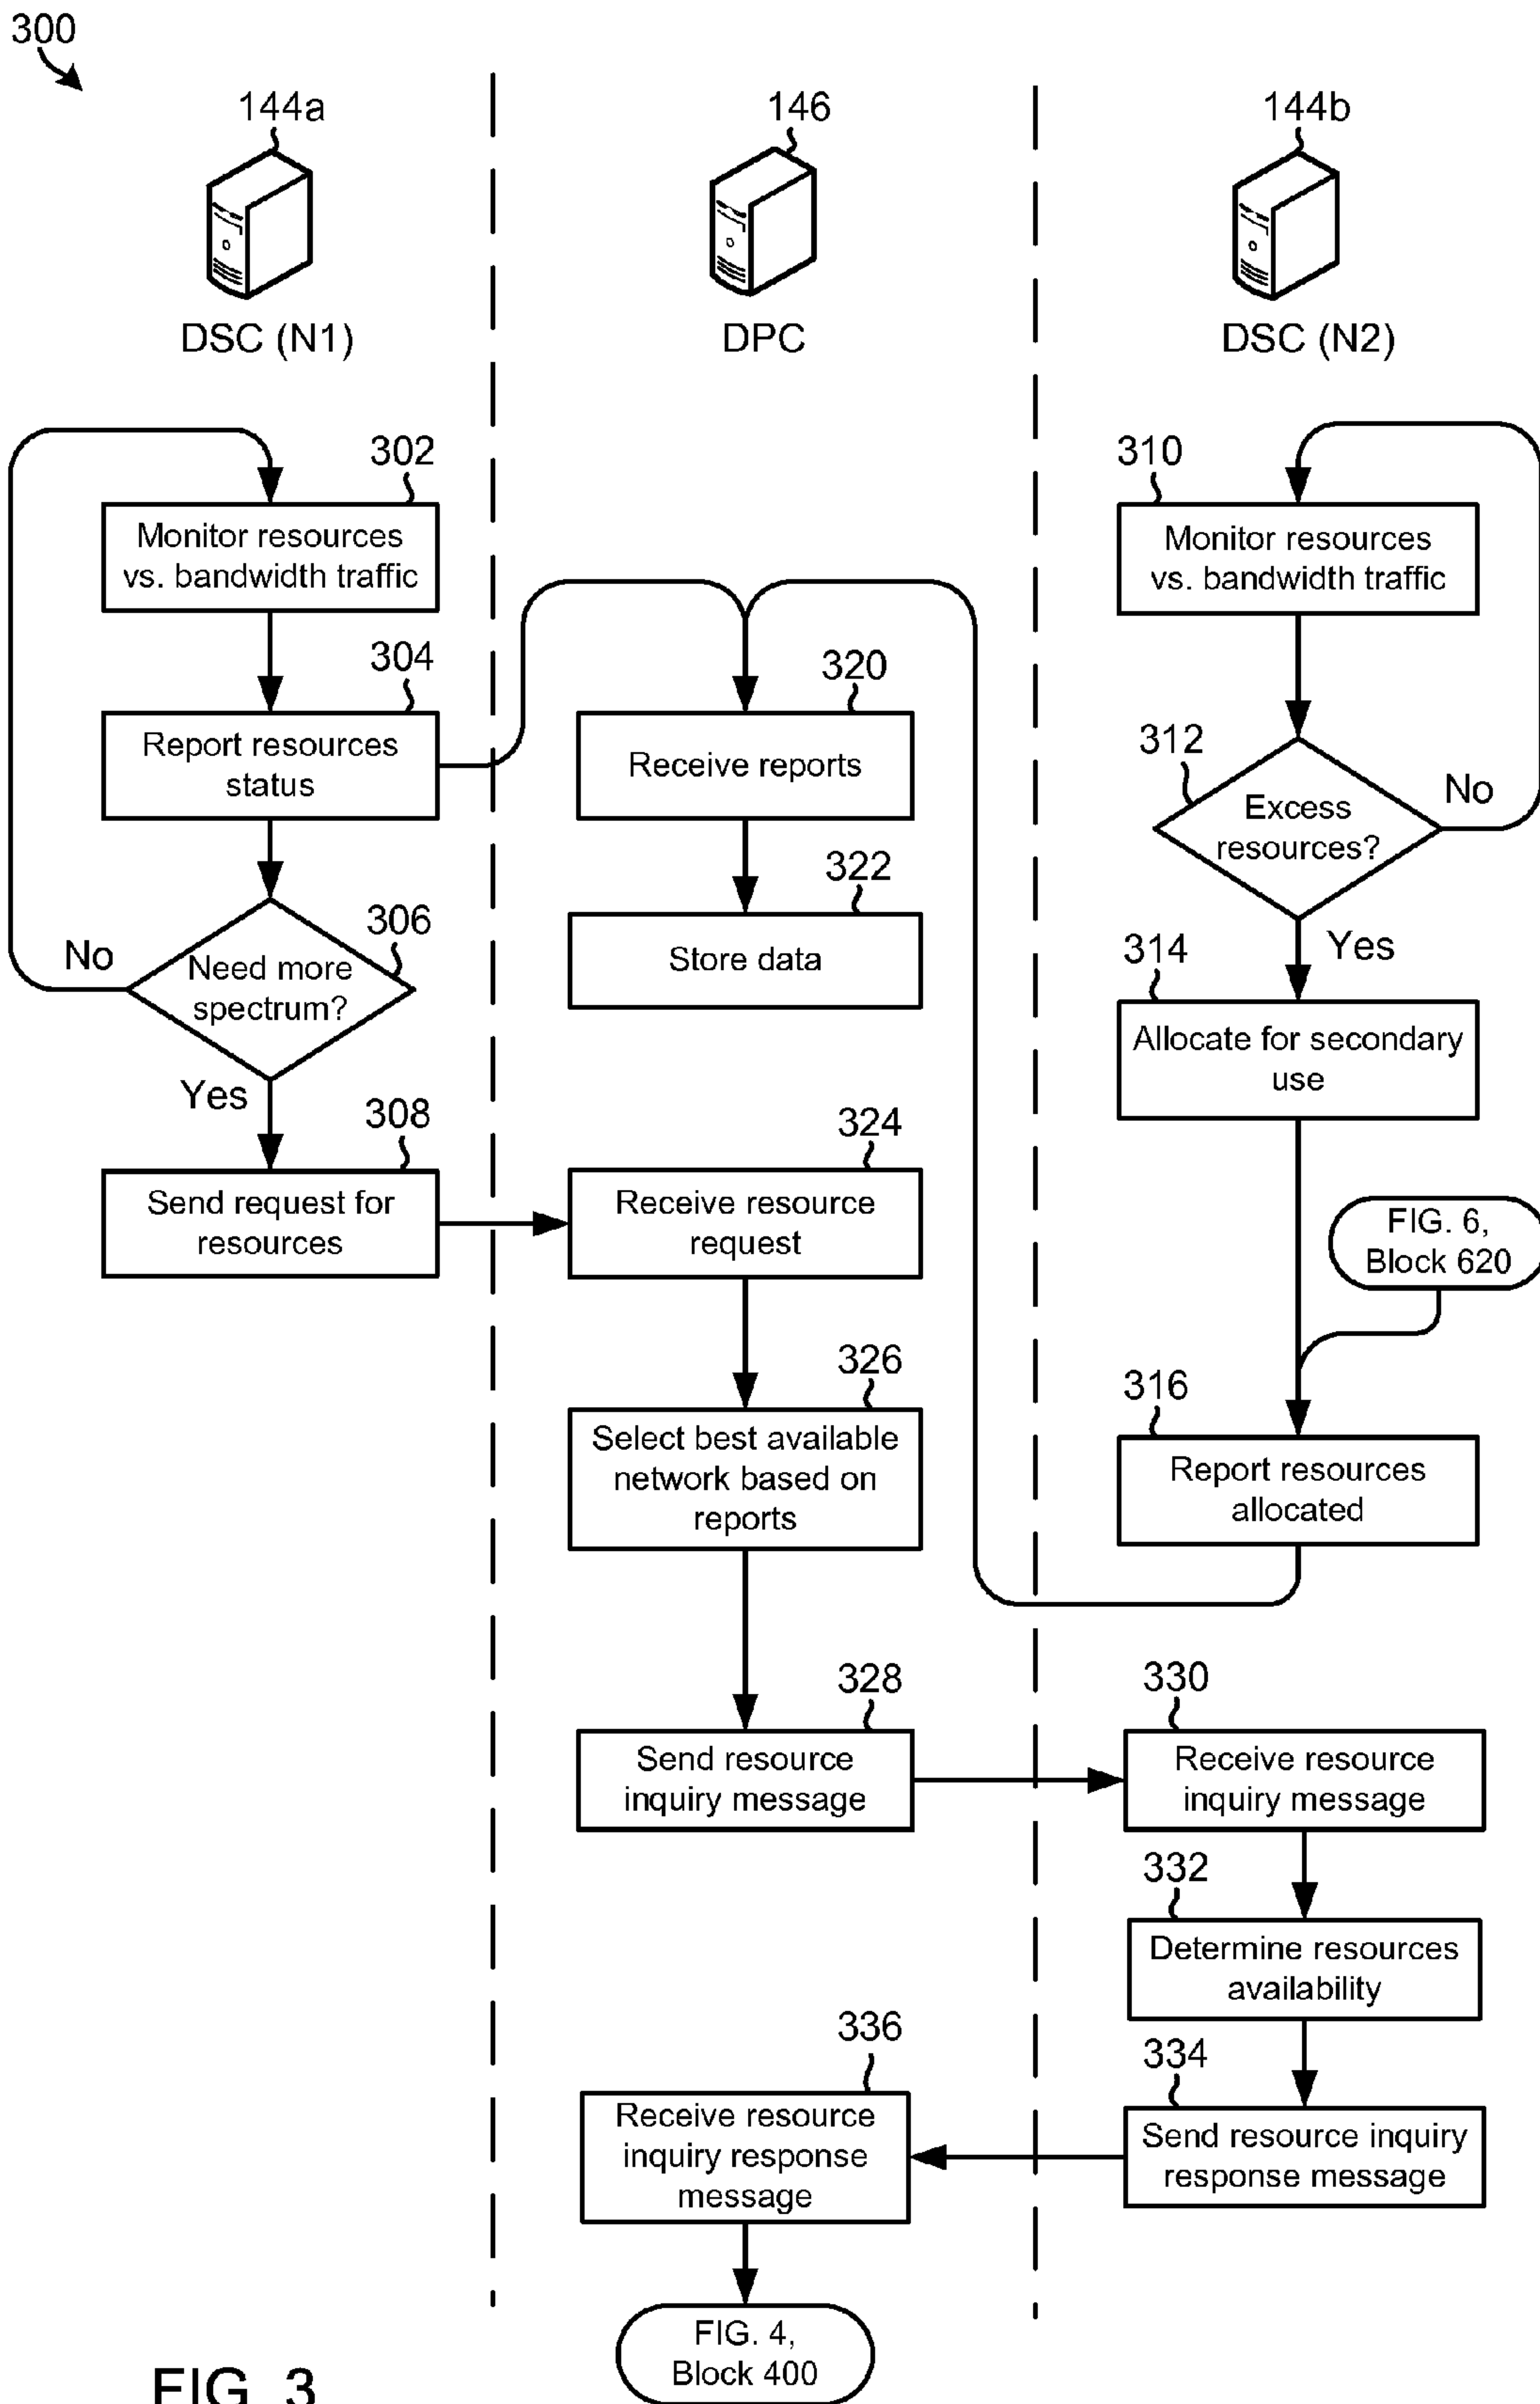 300
144a
146
144b
DSC (N1)
DPC
DSC (N2)
302
Monitor resources
vs. bandwidth traffic
304
Report resources
status
306
Need more
spectrum?
No
Yes
308
Send request for
resources
320
Receive reports
322
Store data
324
Receive resource
request
326
Select best available
network based on
reports
328
Send resource
inquiry message
336
Receive resource
inquiry response
message
FIG. 4,
Block 400
310
Monitor resources
vs. bandwidth traffic
312
Excess
resources?
No
Yes
314
Allocate for secondary
use
FIG. 6,
Block 620
316
Report resources
allocated
330
Receive resource
inquiry message
332
Determine resources
availability
334
Send resource inquiry
response message
FIG. 3